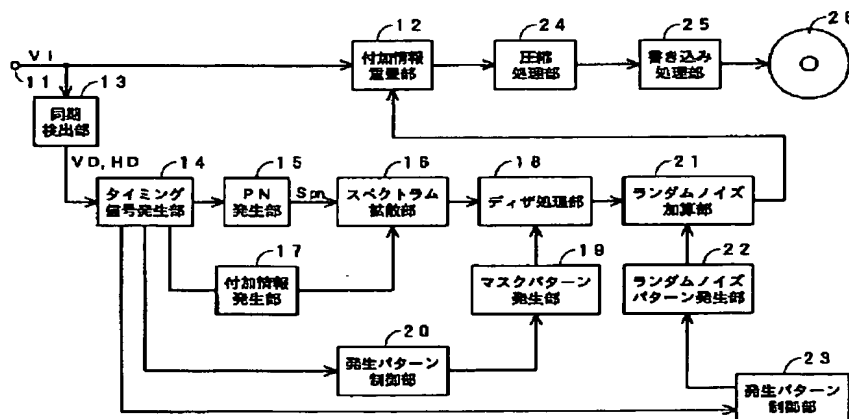 12
24
25
26
VI
11
付加情報
重畳部
圧縮
処理部
書き込み
処理部
13
同期
検出部
VD, HD
14
15
16
18
21
タイミング
信号発生部
PN
発生部
Spn
スペクトラム
拡散部
ディザ処理部
ランダムノイズ
加算部
17
19
22
付加情報
発生部
マスクパターン
発生部
ランダムノイズ
パターン発生部
20
発生パターン
制御部
23
発生パターン
制御部